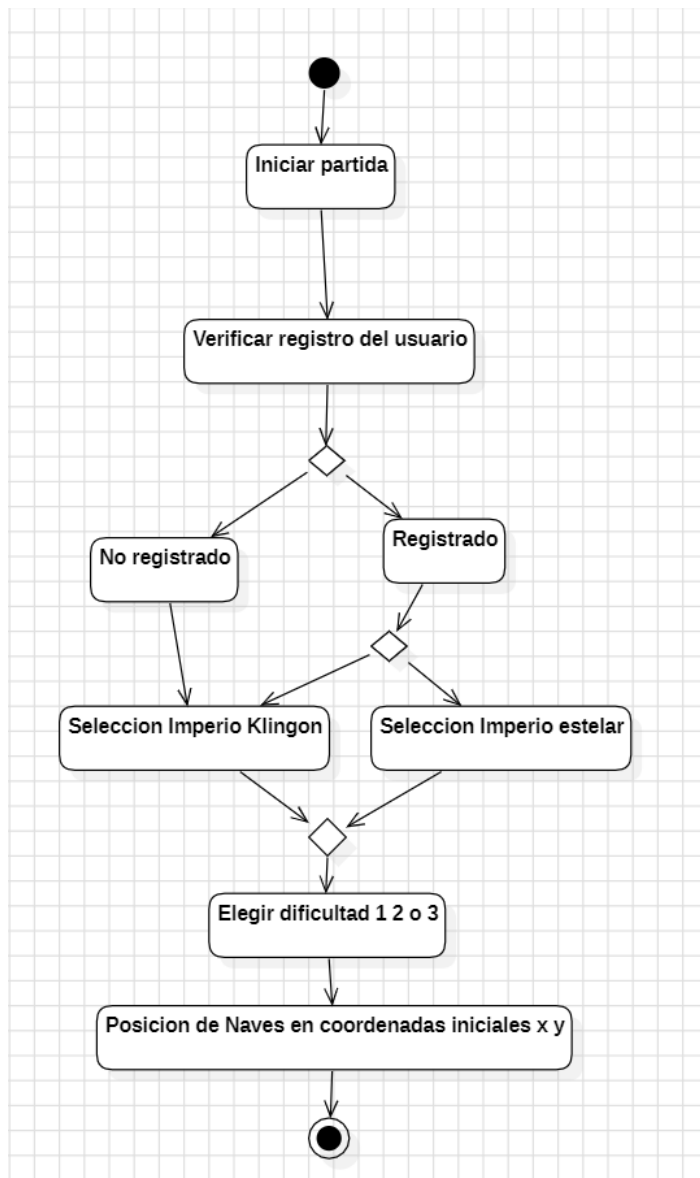 Iniciar partida
Verificar registro del usuario
No registrado
Registrado
Seleccion Imperio Klingon
Seleccion Imperio estelar
Elegir dificultad 1 2 o 3
Posicion de Naves en coordenadas iniciales x y